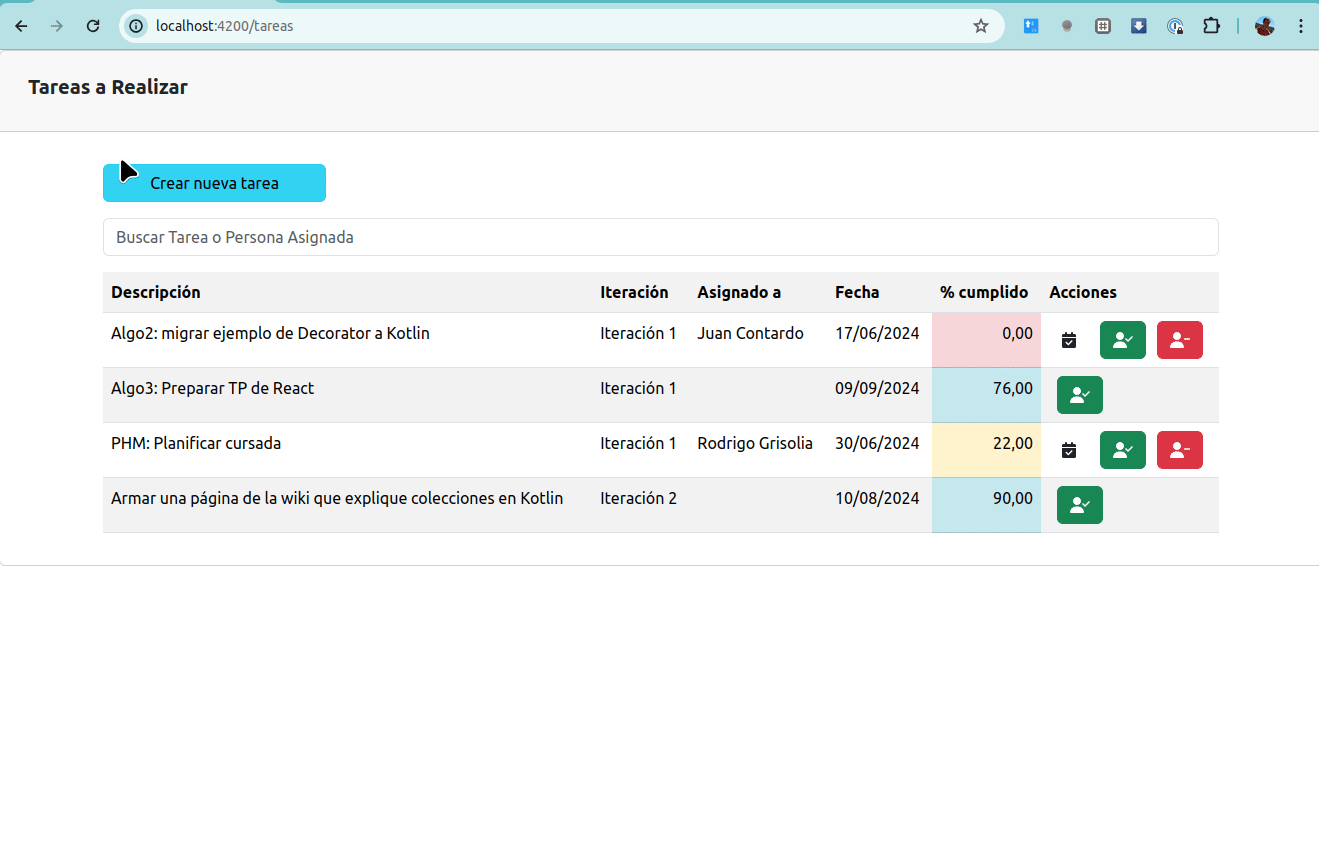 localhost:4200/tareas
Tareas a Realizar
Crear nueva tarea
Buscar Tarea o Persona Asignada
Descripción Iteración Asignado a Fecha % cumplido Acciones
Algo2: migrar ejemplo de Decorator a Kotlin Iteración 1 Juan Contardo 17/06/2024 0,00
Algo3: Preparar TP de React Iteración 1 09/09/2024 76,00
PHM: Planificar cursada Iteración 1 Rodrigo Grisolia 30/06/2024 22,00
Armar una página de la wiki que explique colecciones en Kotlin Iteración 2 10/08/2024 90,00